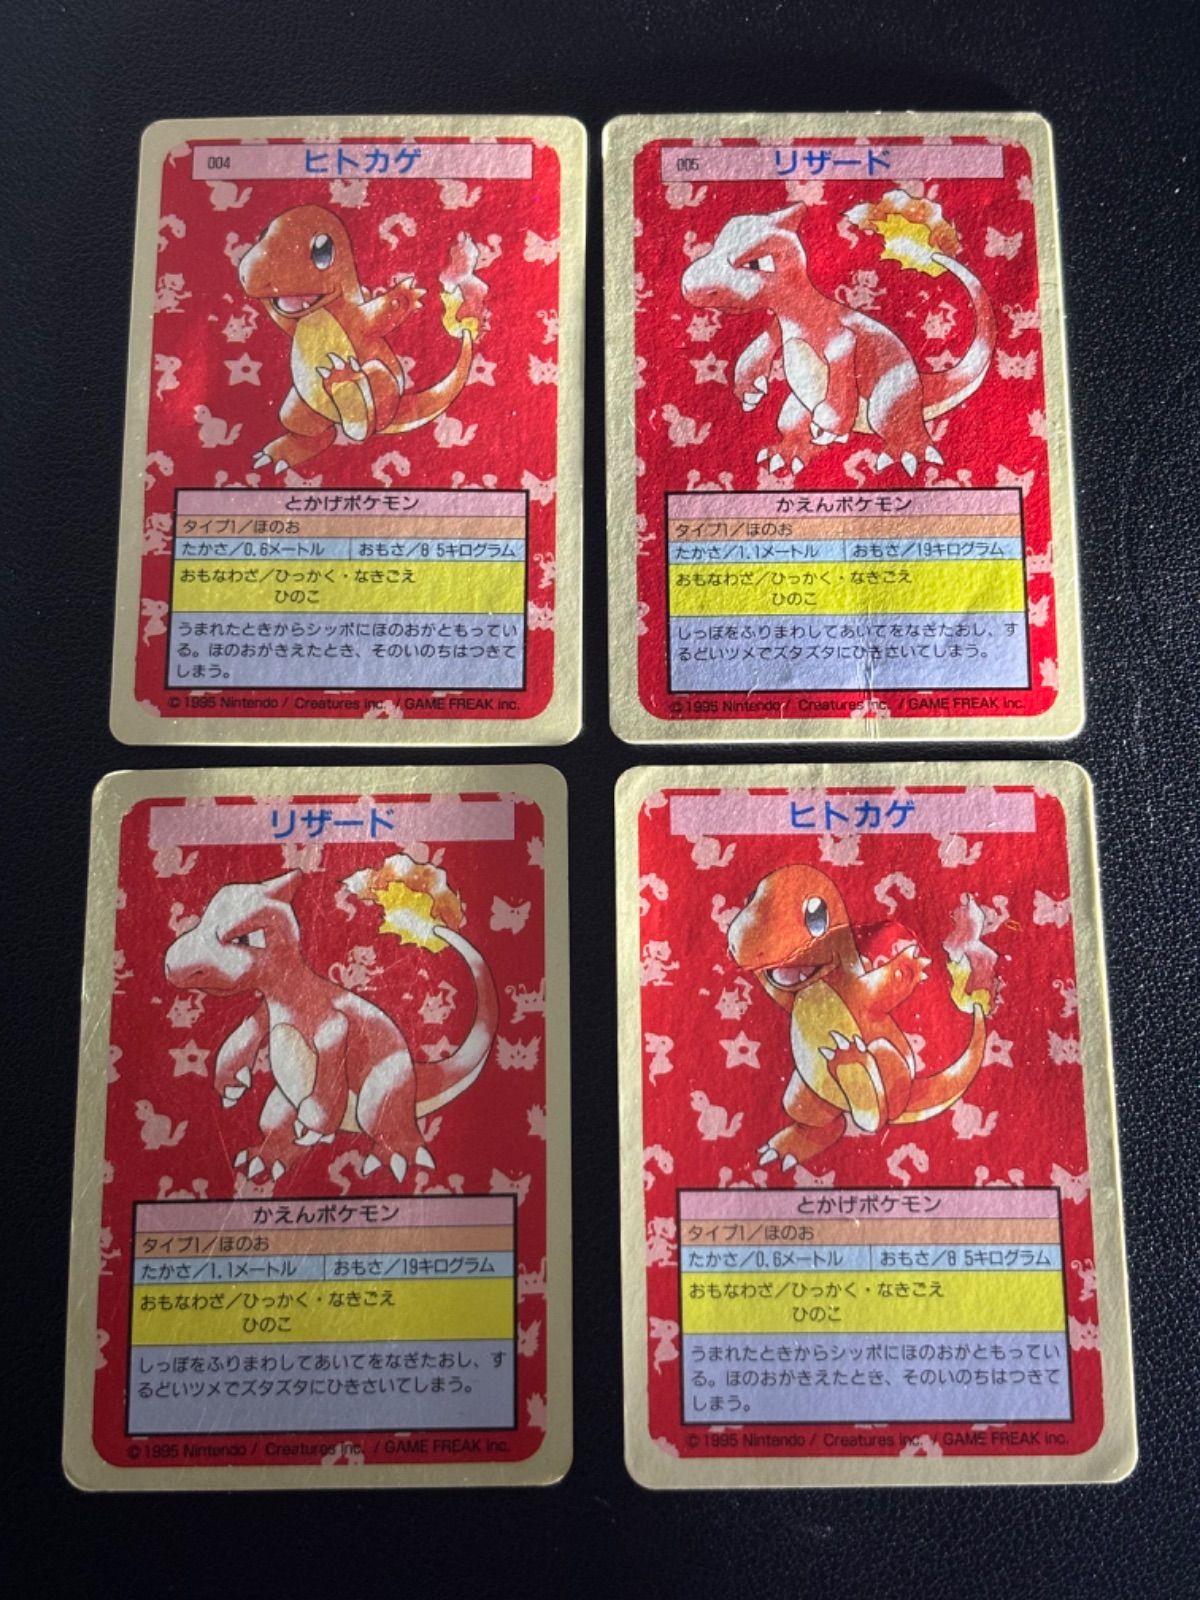 004 ヒトカゲ
とかげポケモン
タイプ1/ほのお
たかさ/0.6メートル おもさ/8 5キログラム
おもなわざ/ひっかく・なきごえ
ひのこ
うまれたときからシッポにほのおがともってい
る。ほのおがきえたとき、そのいのちはつきて
しまう。
© 1995 Nintendo / Creatures inc. / GAME FREAK inc.
005 リザード
かえんポケモン
タイプ1/ほのお
たかさ/1.1メートル おもさ/19キログラム
おもなわざ/ひっかく・なきごえ
ひのこ
しっぽをふりまわしてあいてをなぎたおし、す
るどいツメでズタズタにひきさいてしまう。
© 1995 Nintendo / Creatures inc. / GAME FREAK inc.
リザード
かえんポケモン
タイプ1/ほのお
たかさ/1.1メートル おもさ/19キログラム
おもなわざ/ひっかく・なきごえ
ひのこ
しっぽをふりまわしてあいてをなぎたおし、す
るどいツメでズタズタにひきさいてしまう。
© 1995 Nintendo / Creatures inc. / GAME FREAK inc.
ヒトカゲ
とかげポケモン
タイプ1/ほのお
たかさ/0.6メートル おもさ/8 5キログラム
おもなわざ/ひっかく・なきごえ
ひのこ
うまれたときからシッポにほのおがともってい
る。ほのおがきえたとき、そのいのちはつきて
しまう。
© 1995 Nintendo / Creatures inc. / GAME FREAK inc.